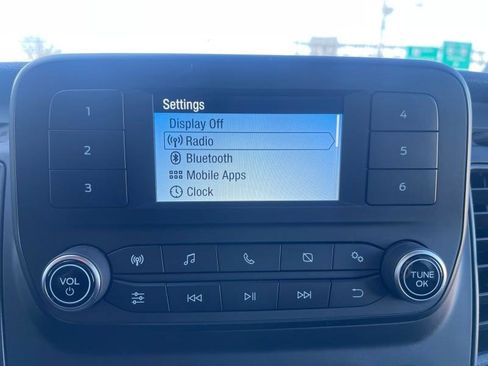 Settings
Display Off
Radio
Bluetooth
Mobile Apps
Clock
1
2
3
4
5
6
VOL
TUNE
OK